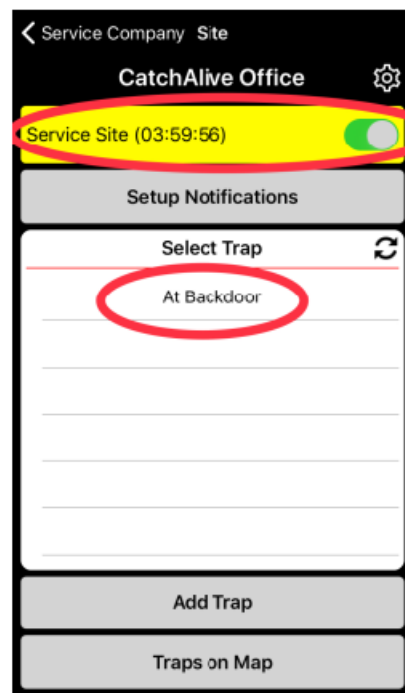 Service Company Site
CatchAlive Office
Service Site (03:59:56)
Setup Notifications
Select Trap
At Backdoor
Add Trap
Traps on Map